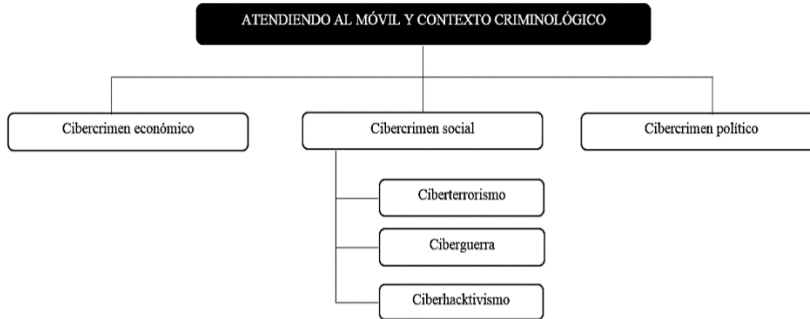 ATENDIENDO AL MÓVIL Y CONTEXTO CRIMINOLÓGICO
Cibercrimen económico
Cibercrimen social
Cibercrimen político
Ciberterrorismo
Ciberguerra
Ciberhacktivismo